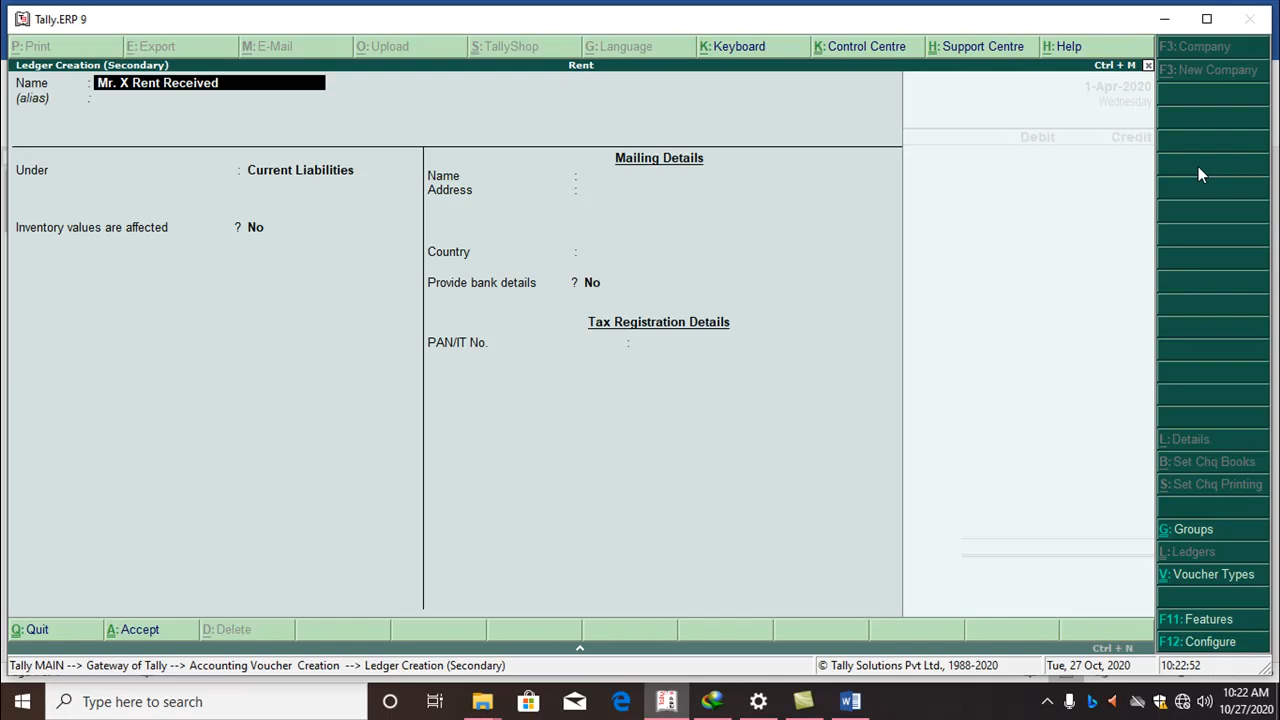 Tally.ERP 9
P: Print E: Export M: E-Mail O: Upload S: TallyShop G: Language K: Keyboard K: Control Centre H: Support Centre H: Help F3: Company
Ledger Creation (Secondary) Rent Ctrl + M
F3: New Company
Name : Mr. X Rent Received
(alias) :
1-Apr-2020
Wednesday
Debit Credit
Under : Current Liabilities
Inventory values are affected ? No
Mailing Details
Name :
Address :
Country :
Provide bank details ? No
Tax Registration Details
PAN/IT No. :
L: Details
B: Set Chq Books
S: Set Chq Printing
G: Groups
L: Ledgers
V: Voucher Types
F11: Features
F12: Configure
Q: Quit A: Accept D: Delete
Ctrl + N
Tally MAIN --> Gateway of Tally --> Accounting Voucher Creation --> Ledger Creation (Secondary) © Tally Solutions Pvt Ltd., 1988-2020 Tue, 27 Oct, 2020 10:22:52
Type here to search
10:22 AM
10/27/2020